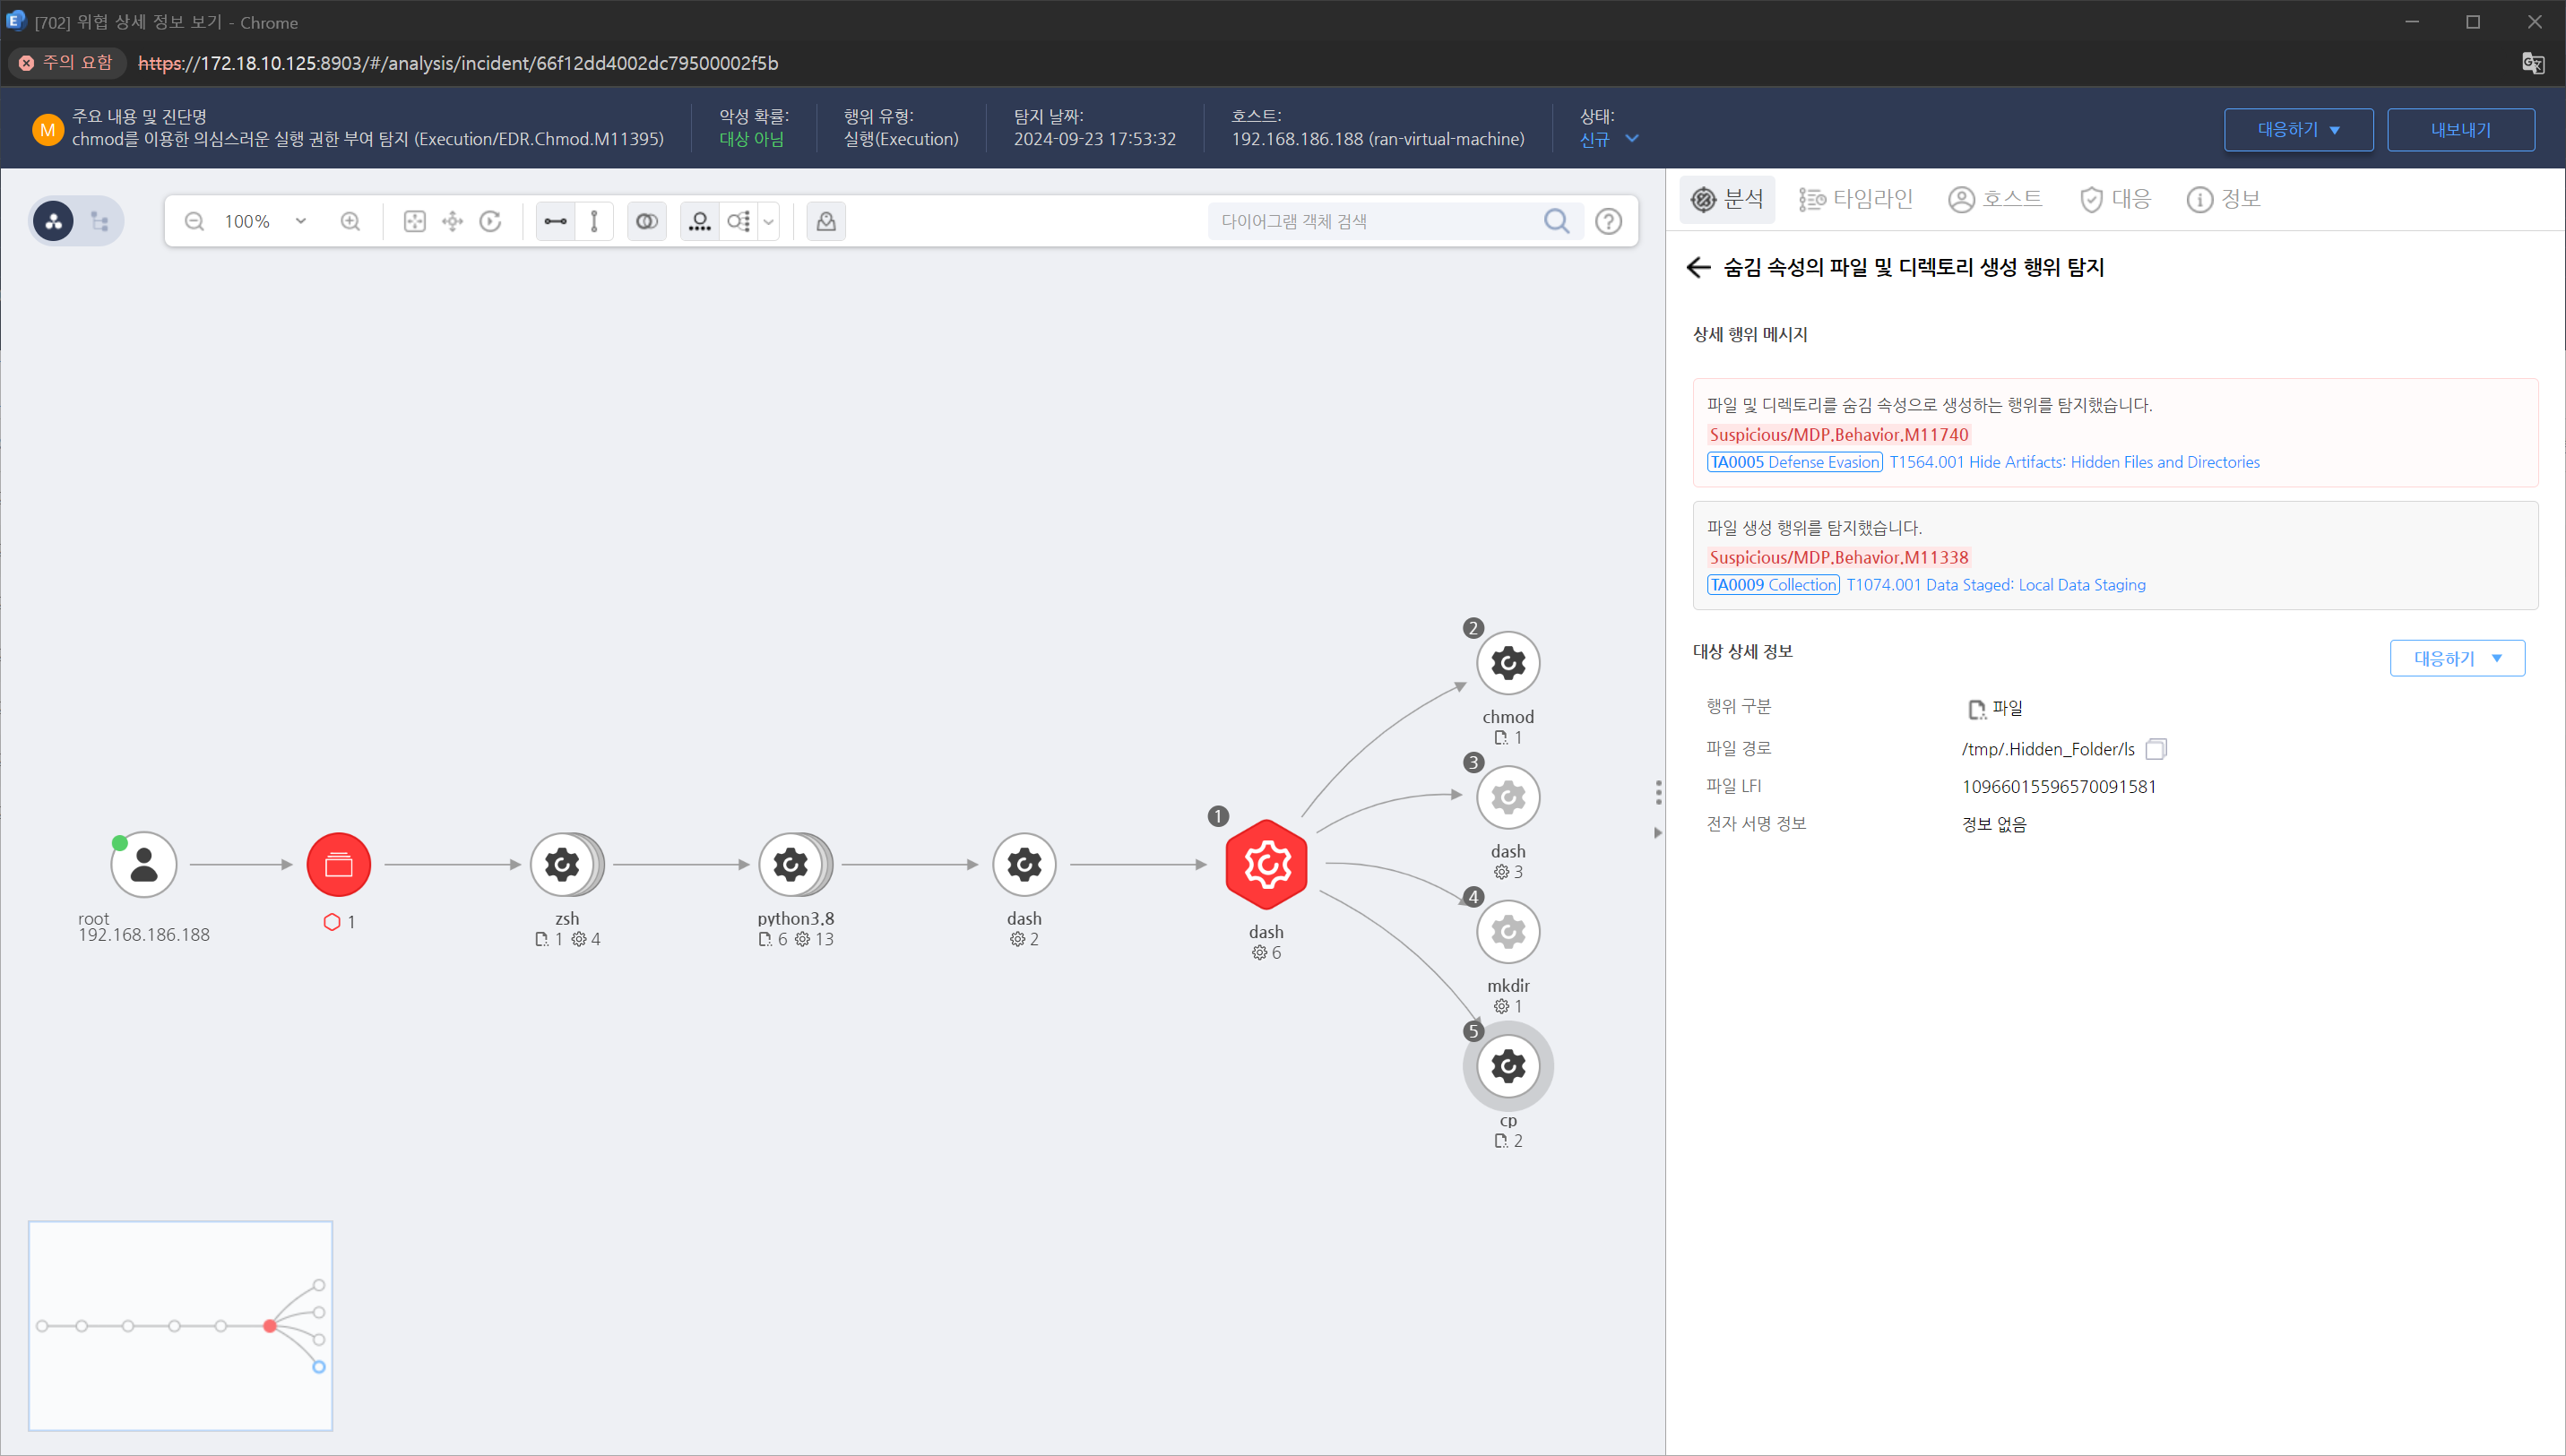 [702] 위협 상세 정보 보기 - Chrome
주의 요함 https://172.18.10.125:8903/#/analysis/incident/66f12dd4002dc79500002f5b
M
주요 내용 및 진단명
chmod를 이용한 의심스러운 실행 권한 부여 탐지 (Execution/EDR.Chmod.M11395)
악성 확률:
대상 아님
행위 유형:
실행(Execution)
탐지 날짜:
2024-09-23 17:53:32
호스트:
192.168.186.188 (ran-virtual-machine)
상태:
신규
대응하기
내보내기
100%
다이어그램 객체 검색
분석
타임라인
호스트
대응
정보
숨김 속성의 파일 및 디렉토리 생성 행위 탐지
상세 행위 메시지
파일 및 디렉토리를 숨김 속성으로 생성하는 행위를 탐지했습니다.
Suspicious/MDP.Behavior.M11740
TA0005 Defense Evasion T1564.001 Hide Artifacts: Hidden Files and Directories
파일 생성 행위를 탐지했습니다.
Suspicious/MDP.Behavior.M11338
TA0009 Collection T1074.001 Data Staged: Local Data Staging
대상 상세 정보
대응하기
행위 구분 파일
파일 경로 /tmp/.Hidden_Folder/ls
파일 LFI 10966015596570091581
전자 서명 정보 정보 없음
root
192.168.186.188
1
zsh
1 4
python3.8
6 13
dash
2
1
dash
6
2
chmod
1
3
dash
3
4
mkdir
1
5
cp
2